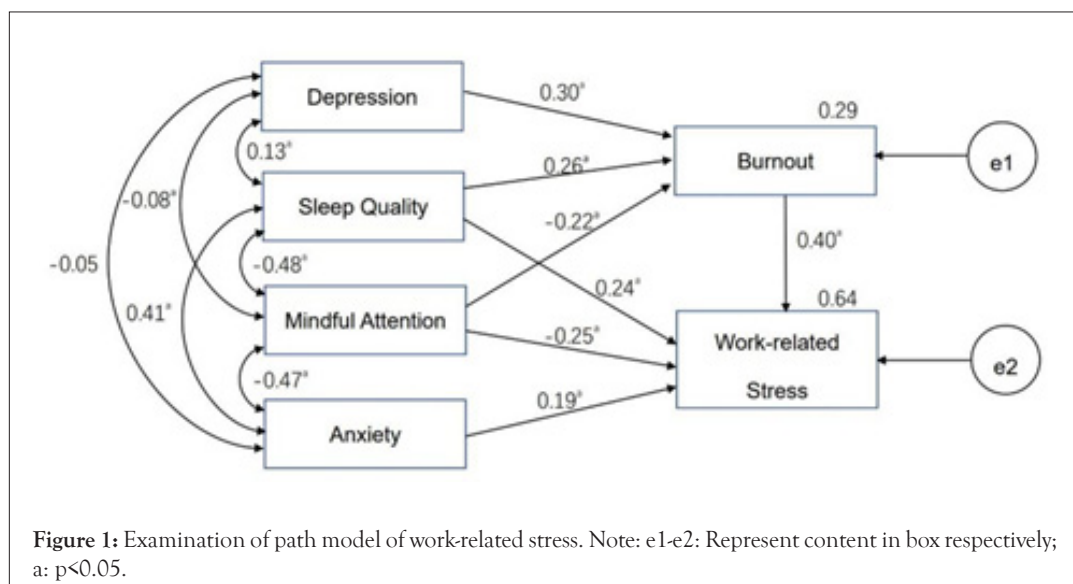 Depression
0.30ª
0.29
Burnout
e1
0.13ª
0.26ª
-0.08ª
Sleep Quality
-0.22ª
-0.05
-0.48ª
0.40ª
0.41ª
0.24ª
0.64
Mindful Attention
-0.25ª
Work-related
Stress
e2
-0.47ª
0.19ª
Anxiety
Figure 1: Examination of path model of work-related stress. Note: e1-e2: Represent content in box respectively;
a: p<0.05.